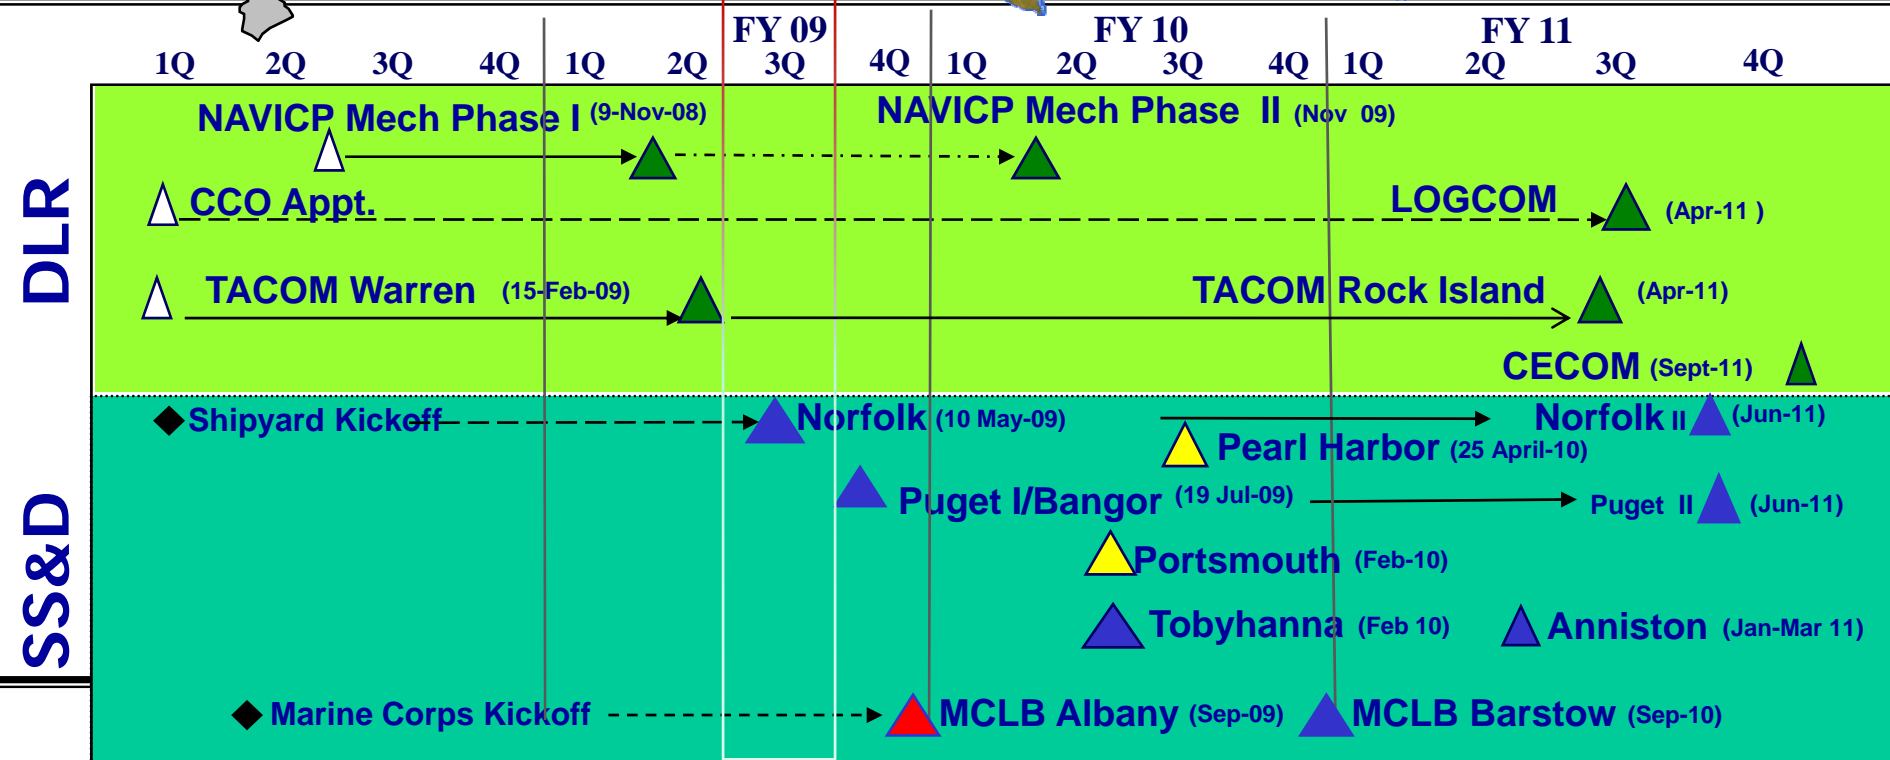 FY 09 FY 10 FY 11
1Q 2Q 3Q 4Q 1Q 2Q 3Q 4Q 1Q 2Q 3Q 4Q 1Q 2Q 3Q 4Q
DLR
NAVICP Mech Phase I (9-Nov-08) NAVICP Mech Phase II (Nov 09)
CCO Appt. LOGCOM (Apr-11 )
TACOM Warren (15-Feb-09) TACOM Rock Island (Apr-11)
CECOM (Sept-11)
SS&D
Shipyard Kickoff Norfolk (10 May-09) Norfolk II (Jun-11)
Pearl Harbor (25 April-10)
Puget I/Bangor (19 Jul-09) Puget II (Jun-11)
Portsmouth (Feb-10)
Tobyhanna (Feb 10) Anniston (Jan-Mar 11)
Marine Corps Kickoff MCLB Albany (Sep-09) MCLB Barstow (Sep-10)